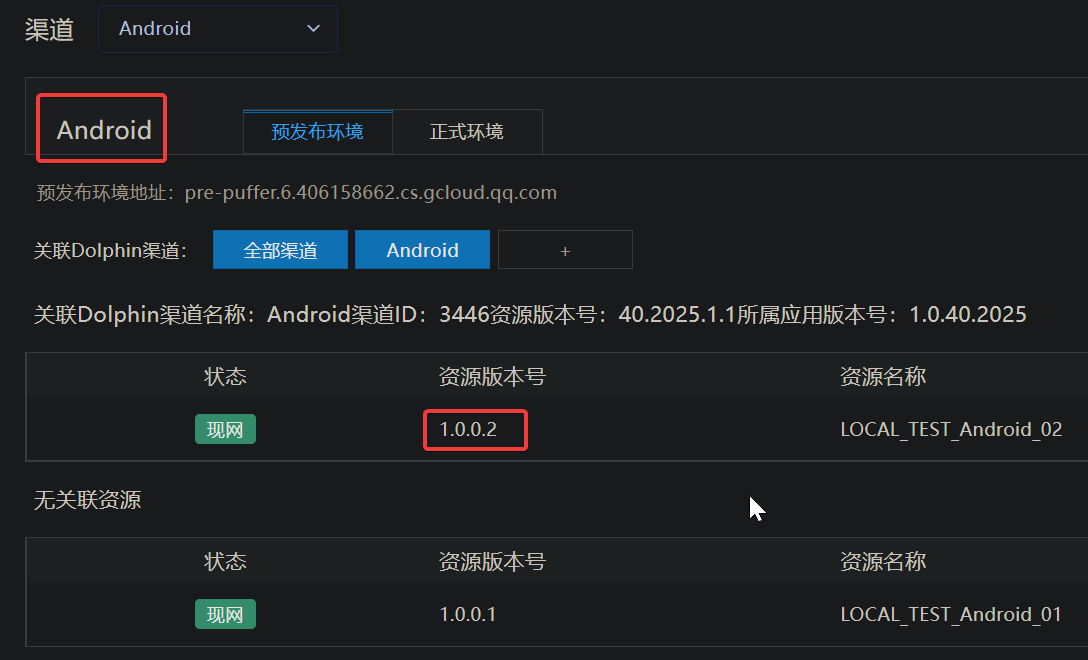 渠道 Android
Android 预发布环境 正式环境
预发布环境地址：pre-puffer.6.406158662.cs.gcloud.qq.com
关联Dolphin渠道： 全部渠道 Android +
关联Dolphin渠道名称：Android渠道ID：3446资源版本号：40.2025.1.1所属应用版本号：1.0.40.2025
状态 资源版本号 资源名称
现网 1.0.0.2 LOCAL_TEST_Android_02
无关联资源
状态 资源版本号 资源名称
现网 1.0.0.1 LOCAL_TEST_Android_01